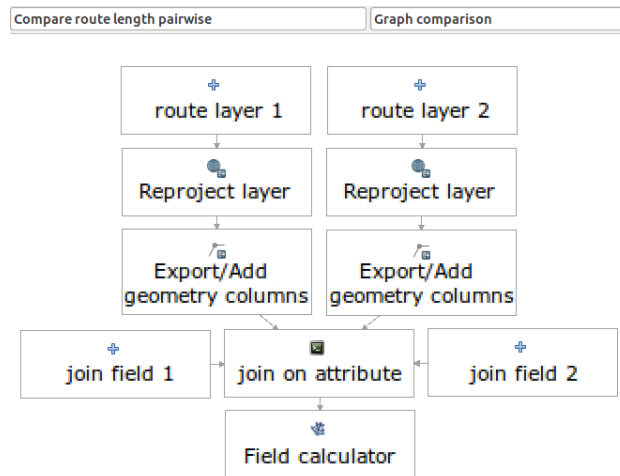 Compare route length pairwise
Graph comparison
route layer 1
route layer 2
Reproject layer
Reproject layer
Export/Add
geometry columns
Export/Add
geometry columns
join field 1
join on attribute
join field 2
Field calculator